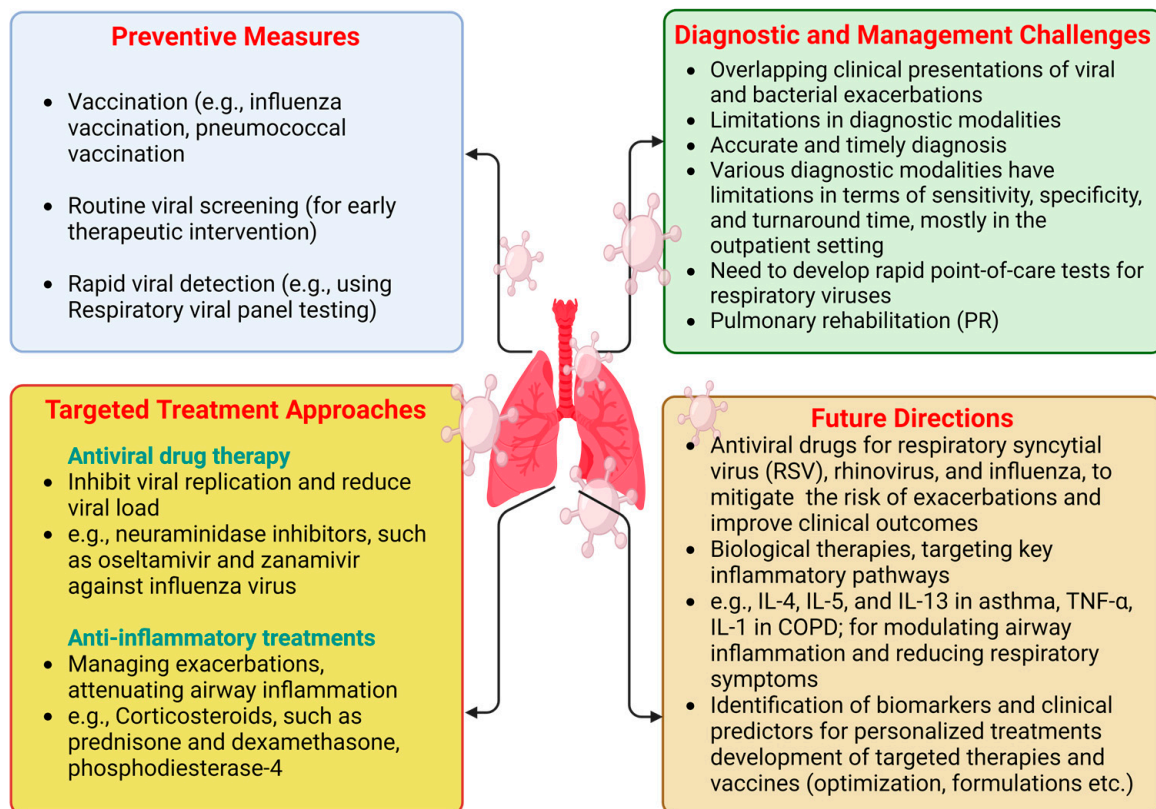 Preventive Measures
• Vaccination (e.g., influenza
vaccination, pneumococcal
vaccination
• Routine viral screening (for early
therapeutic intervention)
• Rapid viral detection (e.g., using
Respiratory viral panel testing)
Diagnostic and Management Challenges
• Overlapping clinical presentations of viral
and bacterial exacerbations
• Limitations in diagnostic modalities
• Accurate and timely diagnosis
• Various diagnostic modalities have
limitations in terms of sensitivity, specificity,
and turnaround time, mostly in the
outpatient setting
• Need to develop rapid point-of-care tests for
respiratory viruses
• Pulmonary rehabilitation (PR)
Targeted Treatment Approaches
Antiviral drug therapy
• Inhibit viral replication and reduce
viral load
• e.g., neuraminidase inhibitors, such
as oseltamivir and zanamivir
against influenza virus
Anti-inflammatory treatments
• Managing exacerbations,
attenuating airway inflammation
• e.g., Corticosteroids, such as
prednisone and dexamethasone,
phosphodiesterase-4
Future Directions
• Antiviral drugs for respiratory syncytial
virus (RSV), rhinovirus, and influenza, to
mitigate the risk of exacerbations and
improve clinical outcomes
• Biological therapies, targeting key
inflammatory pathways
• e.g., IL-4, IL-5, and IL-13 in asthma, TNF-α,
IL-1 in COPD; for modulating airway
inflammation and reducing respiratory
symptoms
• Identification of biomarkers and clinical
predictors for personalized treatments
development of targeted therapies and
vaccines (optimization, formulations etc.)